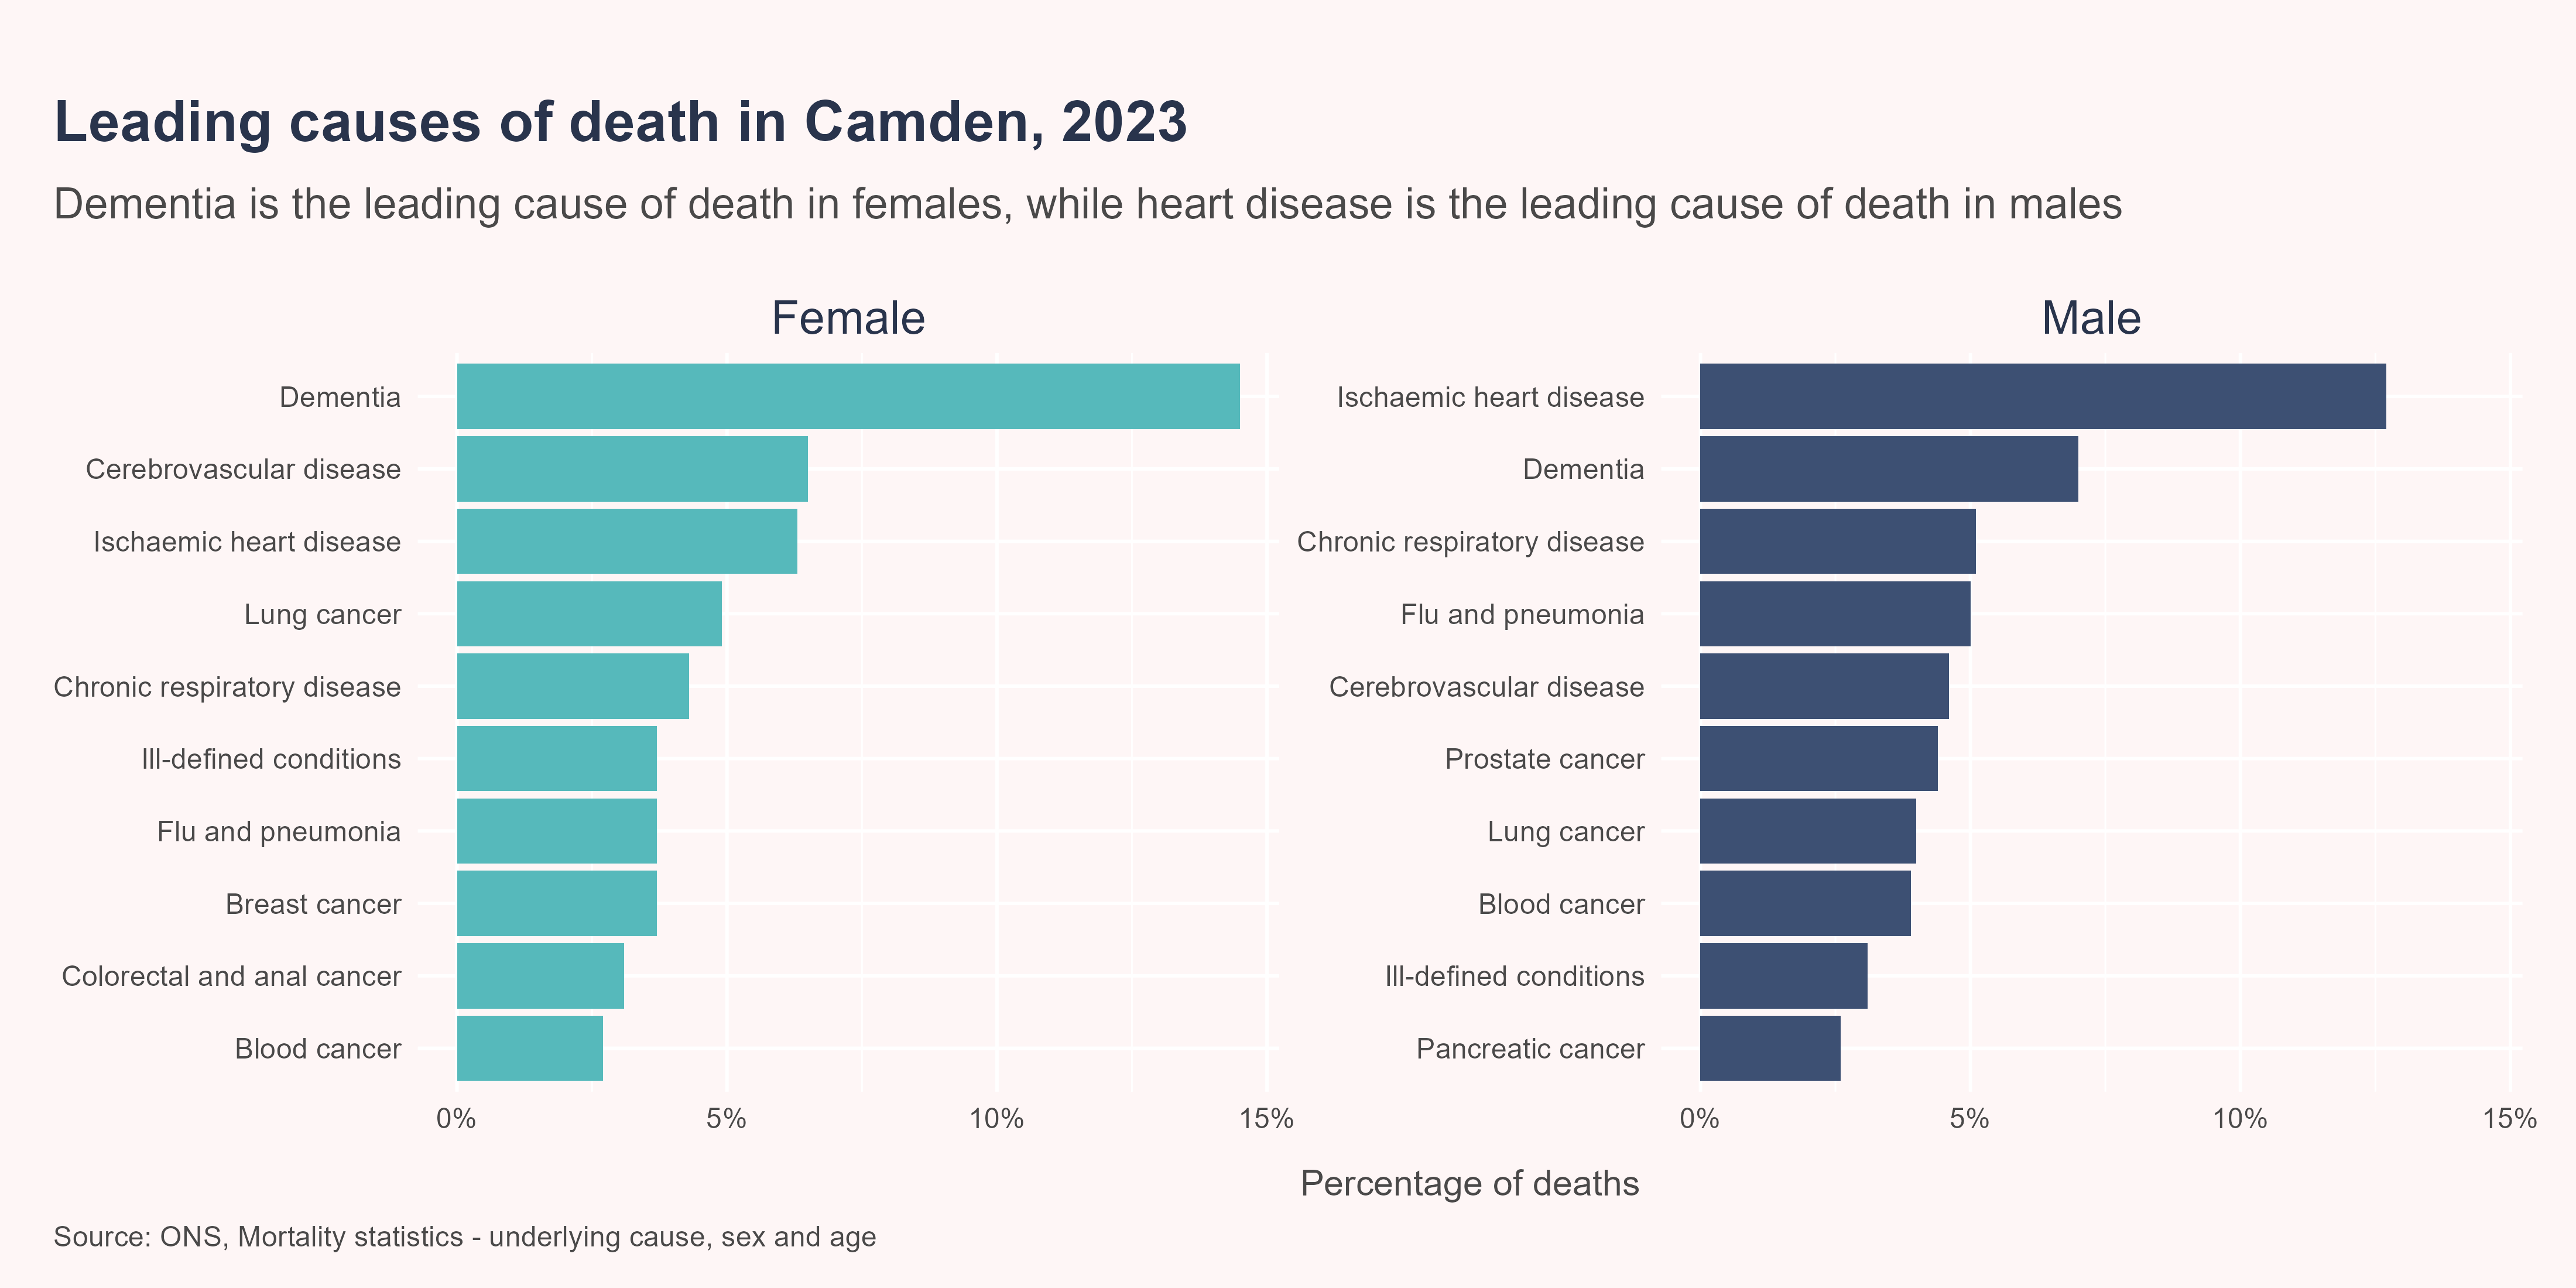 Leading causes of death in Camden, 2023
Dementia is the leading cause of death in females, while heart disease is the leading cause of death in males
Female
Dementia
Cerebrovascular disease
Ischaemic heart disease
Lung cancer
Chronic respiratory disease
Ill-defined conditions
Flu and pneumonia
Breast cancer
Colorectal and anal cancer
Blood cancer
0% 5% 10% 15%
Male
Ischaemic heart disease
Dementia
Chronic respiratory disease
Flu and pneumonia
Cerebrovascular disease
Prostate cancer
Lung cancer
Blood cancer
Ill-defined conditions
Pancreatic cancer
0% 5% 10% 15%
Percentage of deaths
Source: ONS, Mortality statistics - underlying cause, sex and age